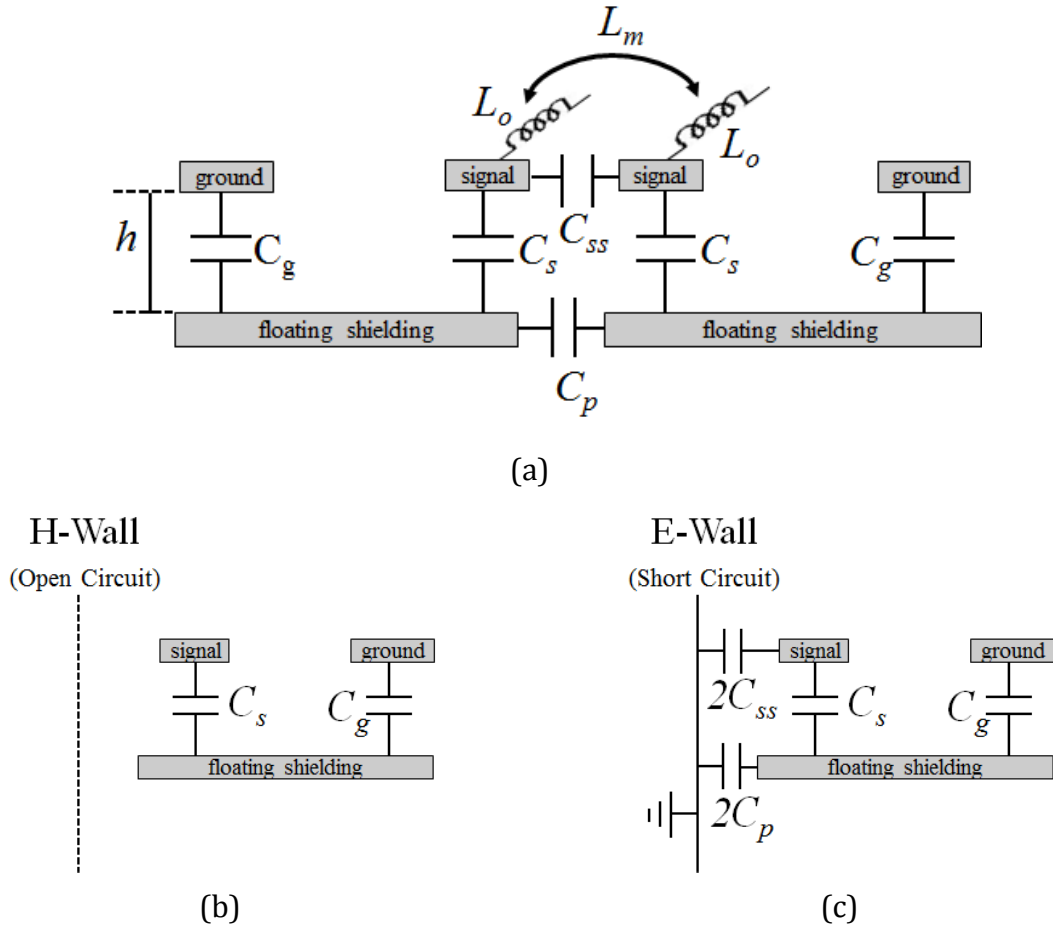 L_m
L_o
L_o
ground
signal
signal
ground
h
C_g
C_s
C_ss
C_s
C_g
floating shielding
floating shielding
C_p
(a)
H-Wall
(Open Circuit)
signal
ground
C_s
C_g
floating shielding
(b)
E-Wall
(Short Circuit)
signal
ground
2C_ss
C_s
C_g
floating shielding
2C_p
(c)